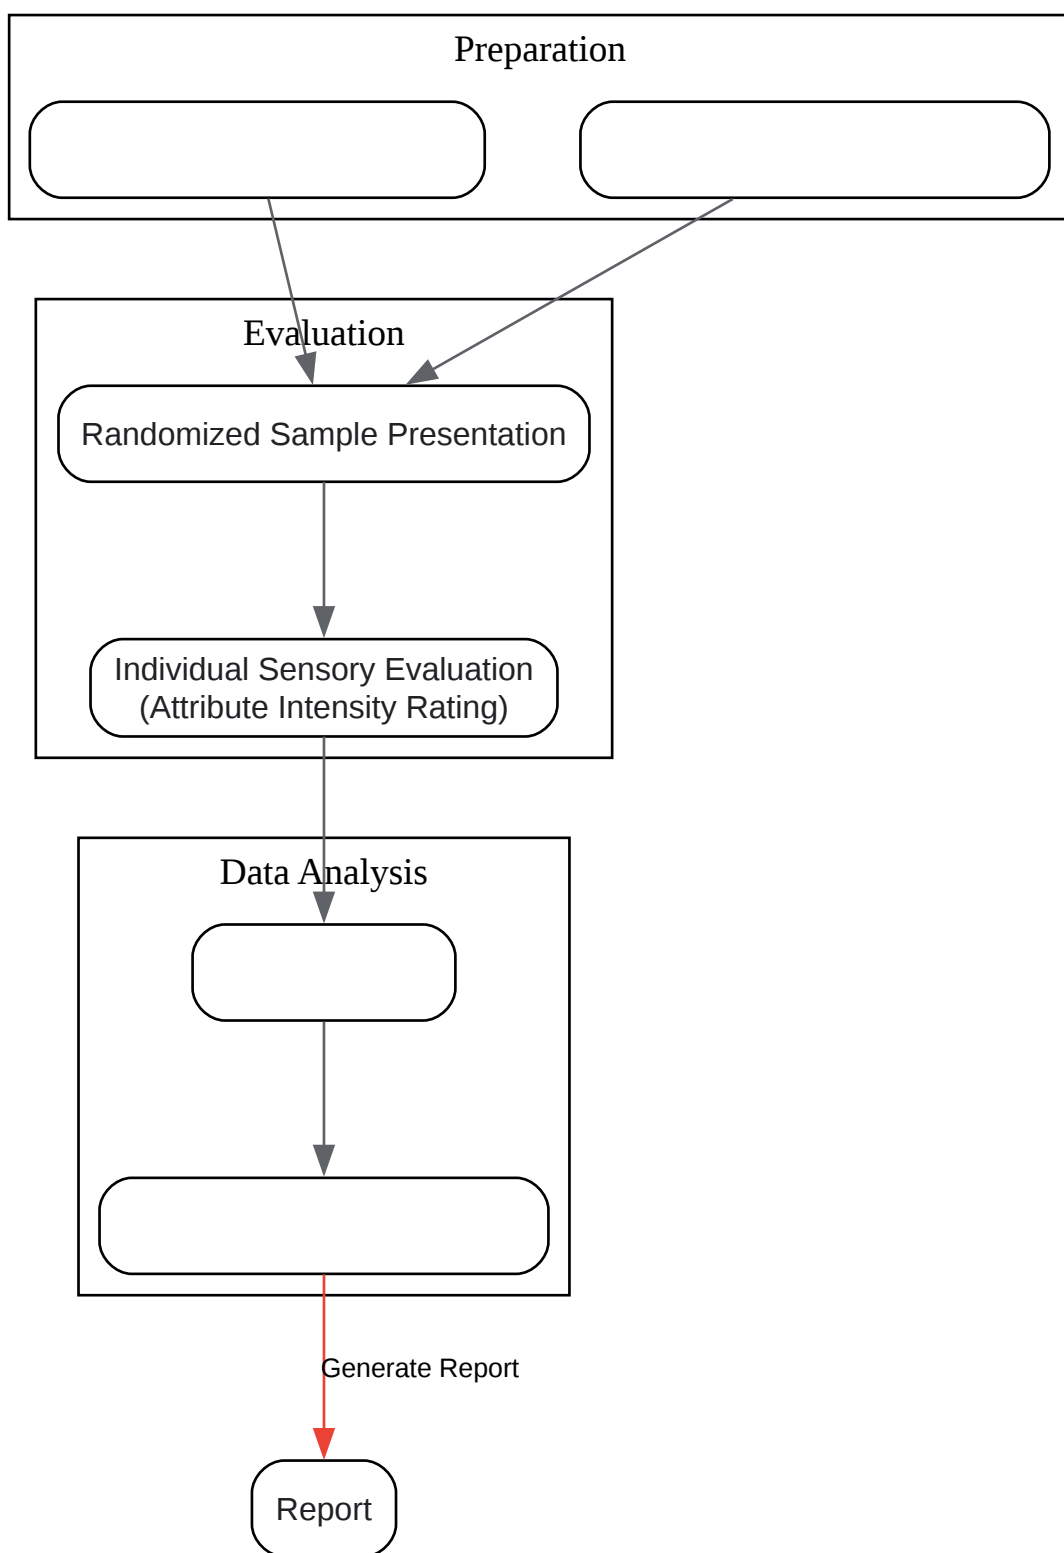 Preparation
Evaluation
Randomized Sample Presentation
Individual Sensory Evaluation
(Attribute Intensity Rating)
Data Analysis
Generate Report
Report